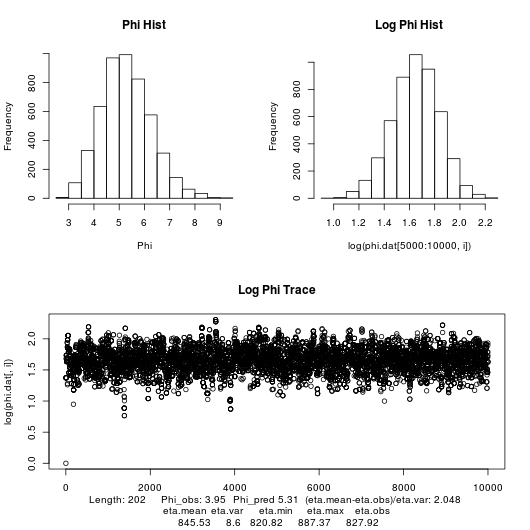 Phi Hist
Log Phi Hist
Frequency
0 200 400 600 800
3 4 5 6 7 8 9
Phi
Frequency
0 200 400 600 800
1.0 1.2 1.4 1.6 1.8 2.0 2.2
log(phi.dat[5000:10000, i])
Log Phi Trace
log(phi.dat[, i])
0.0 0.5 1.0 1.5 2.0
0 2000 4000 6000 8000 10000
Length: 202 Phi_obs: 3.95 Phi_pred 5.31 (eta.mean-eta.obs)/eta.var: 2.048
eta.mean eta.var eta.min eta.max eta.obs
845.53 8.6 820.82 887.37 827.92